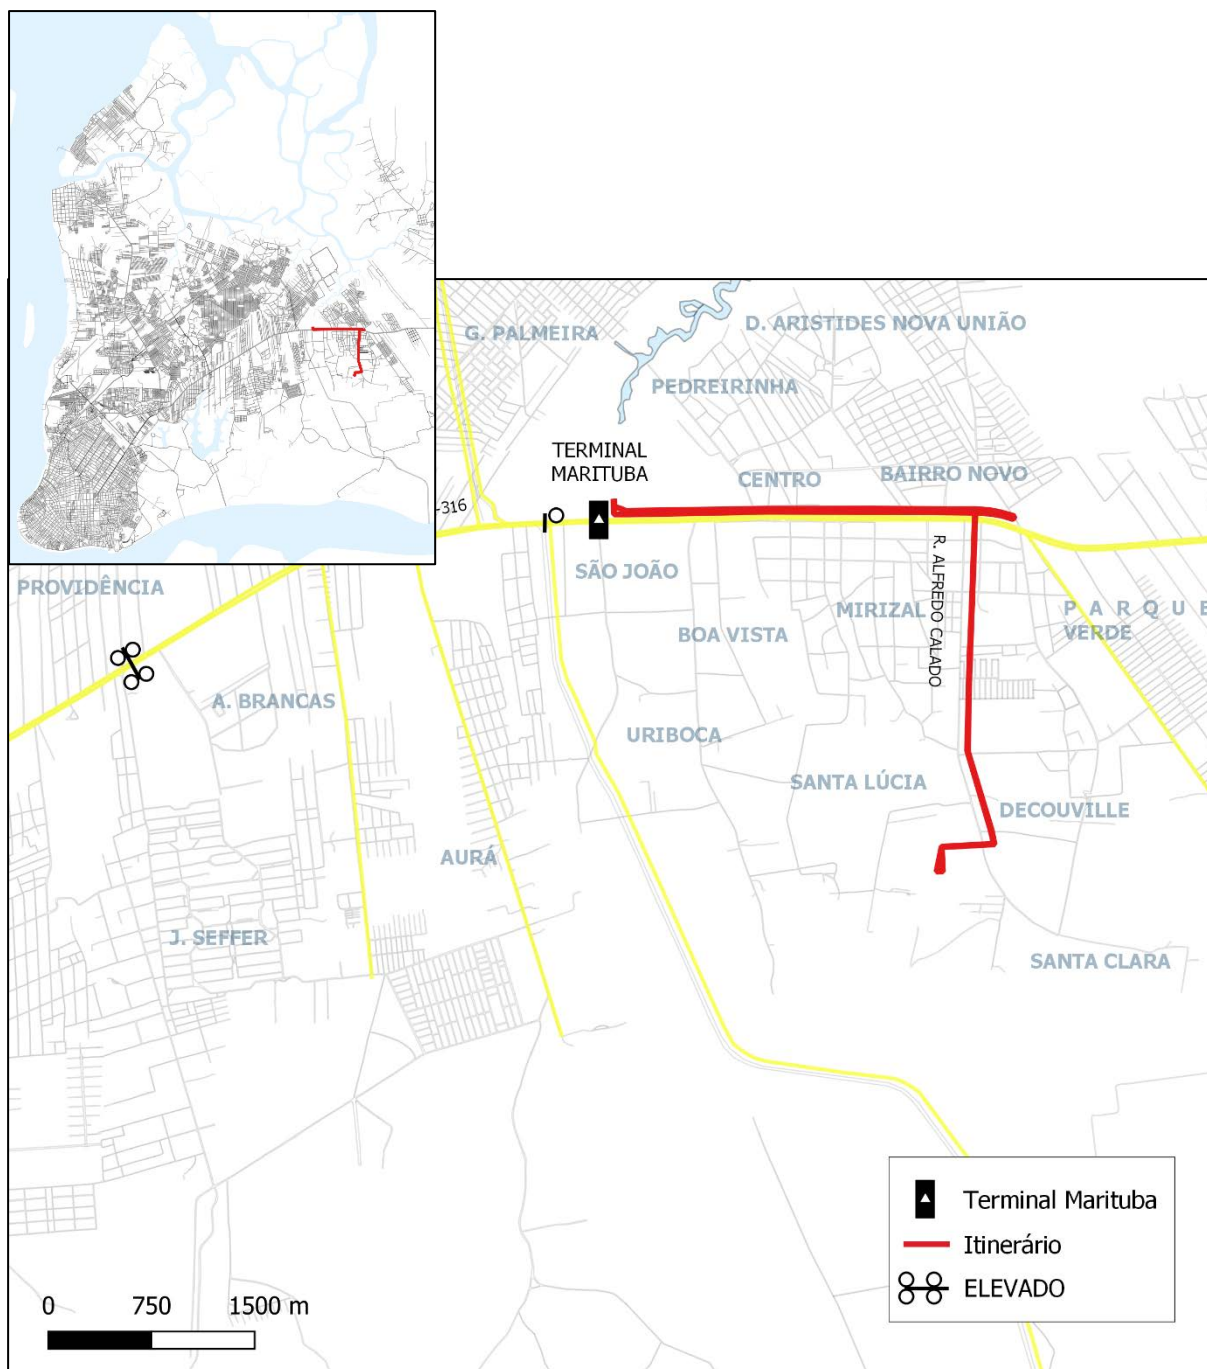 G. PALMEIRA
D. ARISTIDES NOVA UNIÃO
PEDREIRINHA
TERMINAL
MARITUBA
CENTRO
BAIRRO NOVO
-316
R. ALFREDO CALADO
PROVIDÊNCIA
SÃO JOÃO
MIRIZAL
PARQUE
VERDE
BOA VISTA
A. BRANCAS
URIBOCA
SANTA LÚCIA
DECOUVILLE
AURÁ
J. SEFFER
SANTA CLARA
Terminal Marituba
Itinerário
ELEVADO
0 750 1500 m